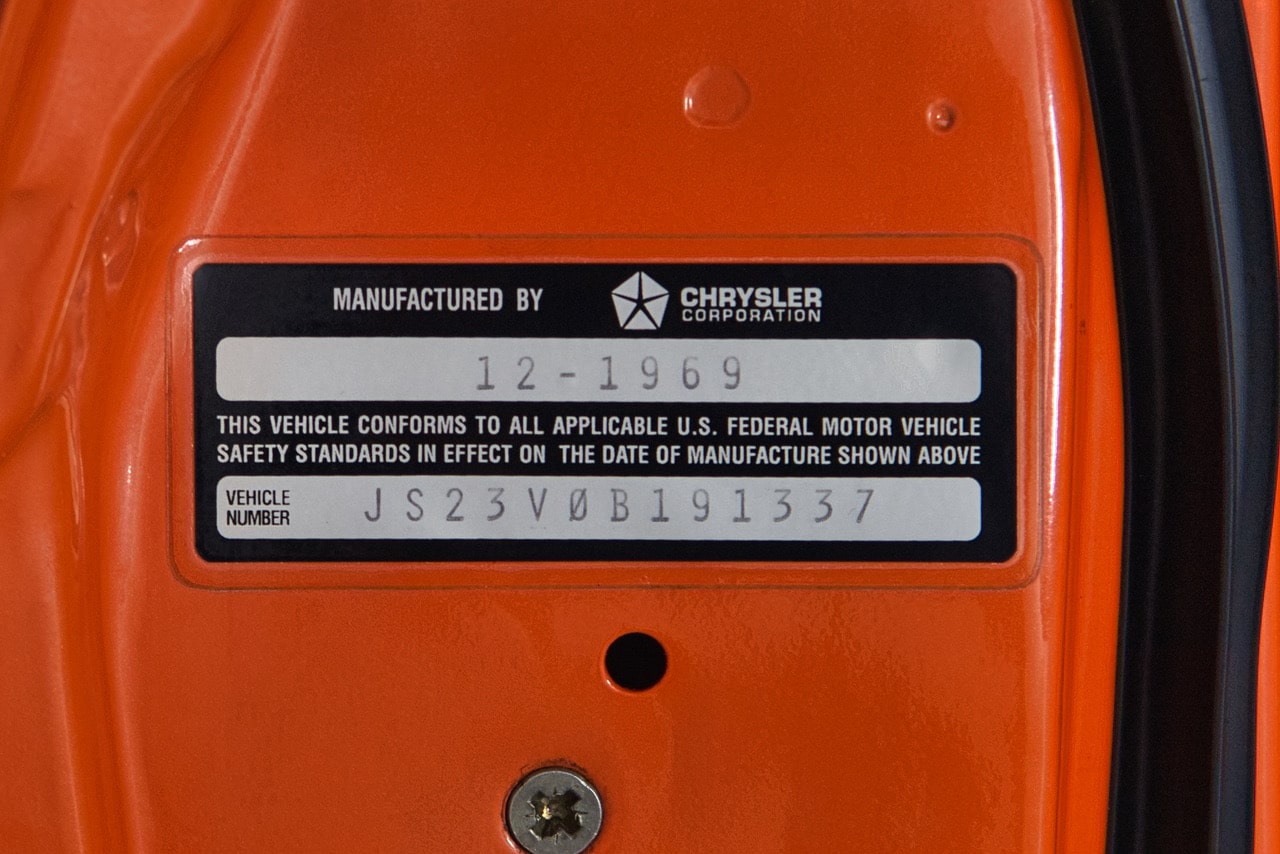 MANUFACTURED BY CHRYSLER
CORPORATION
12-1969
THIS VEHICLE CONFORMS TO ALL APPLICABLE U.S. FEDERAL MOTOR VEHICLE
SAFETY STANDARDS IN EFFECT ON THE DATE OF MANUFACTURE SHOWN ABOVE
VEHICLE
NUMBER
JS23VØB191337